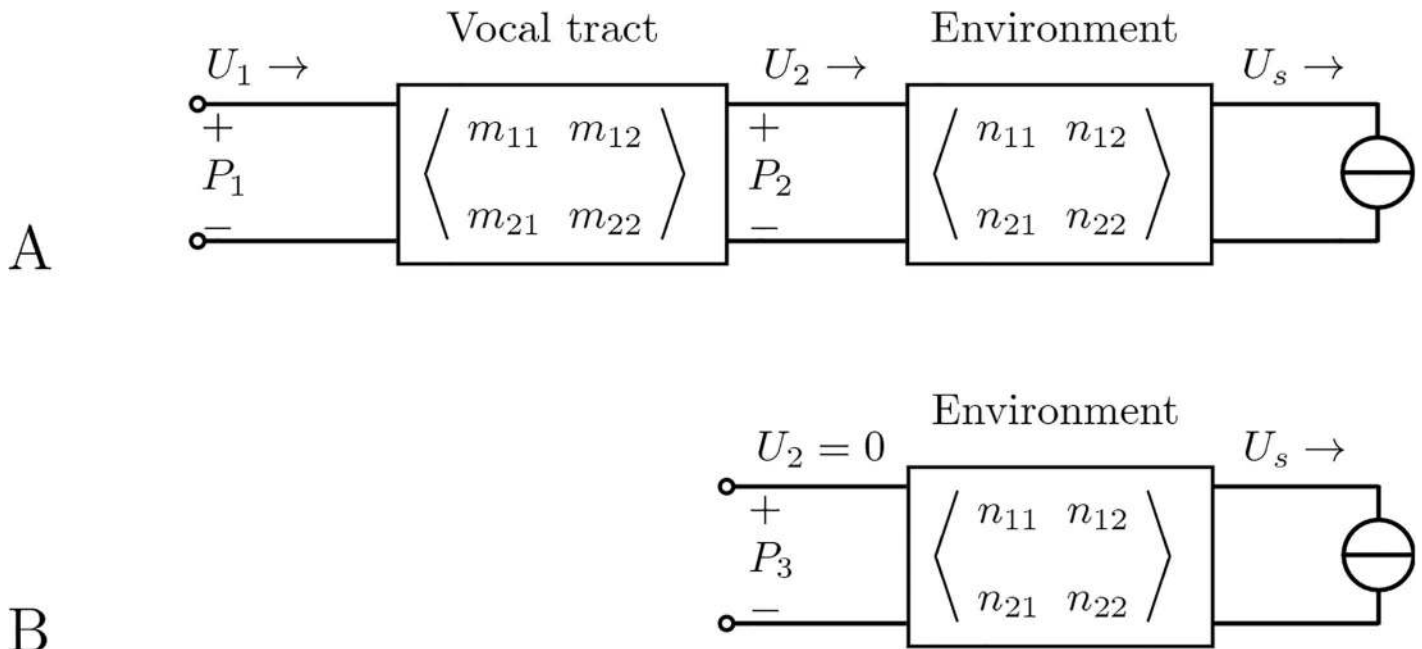 Vocal tract Environment
U₁ → U₂ → Uₛ →
+ m₁₁ m₁₂ + n₁₁ n₁₂
P₁ P₂
− m₂₁ m₂₂ − n₂₁ n₂₂
A
Environment
U₂ = 0 Uₛ →
+ n₁₁ n₁₂
P₃
− n₂₁ n₂₂
B